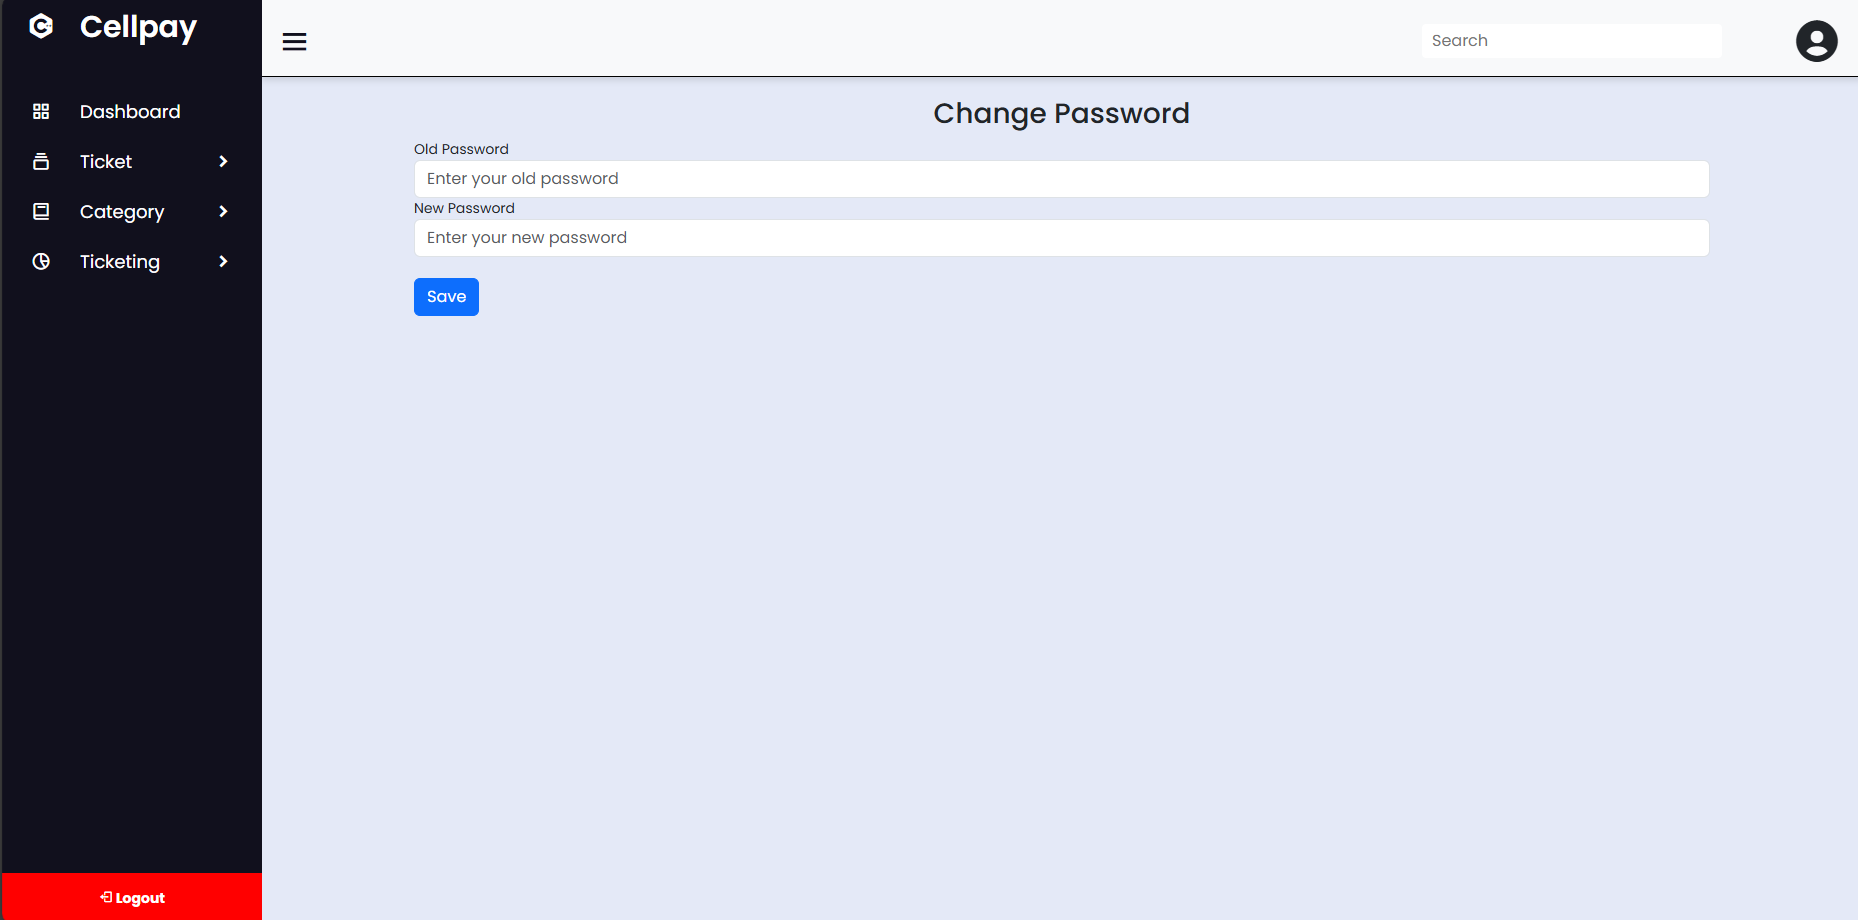 Cellpay
Dashboard
Ticket
Category
Ticketing
Logout
Search
Change Password
Old Password
Enter your old password
New Password
Enter your new password
Save